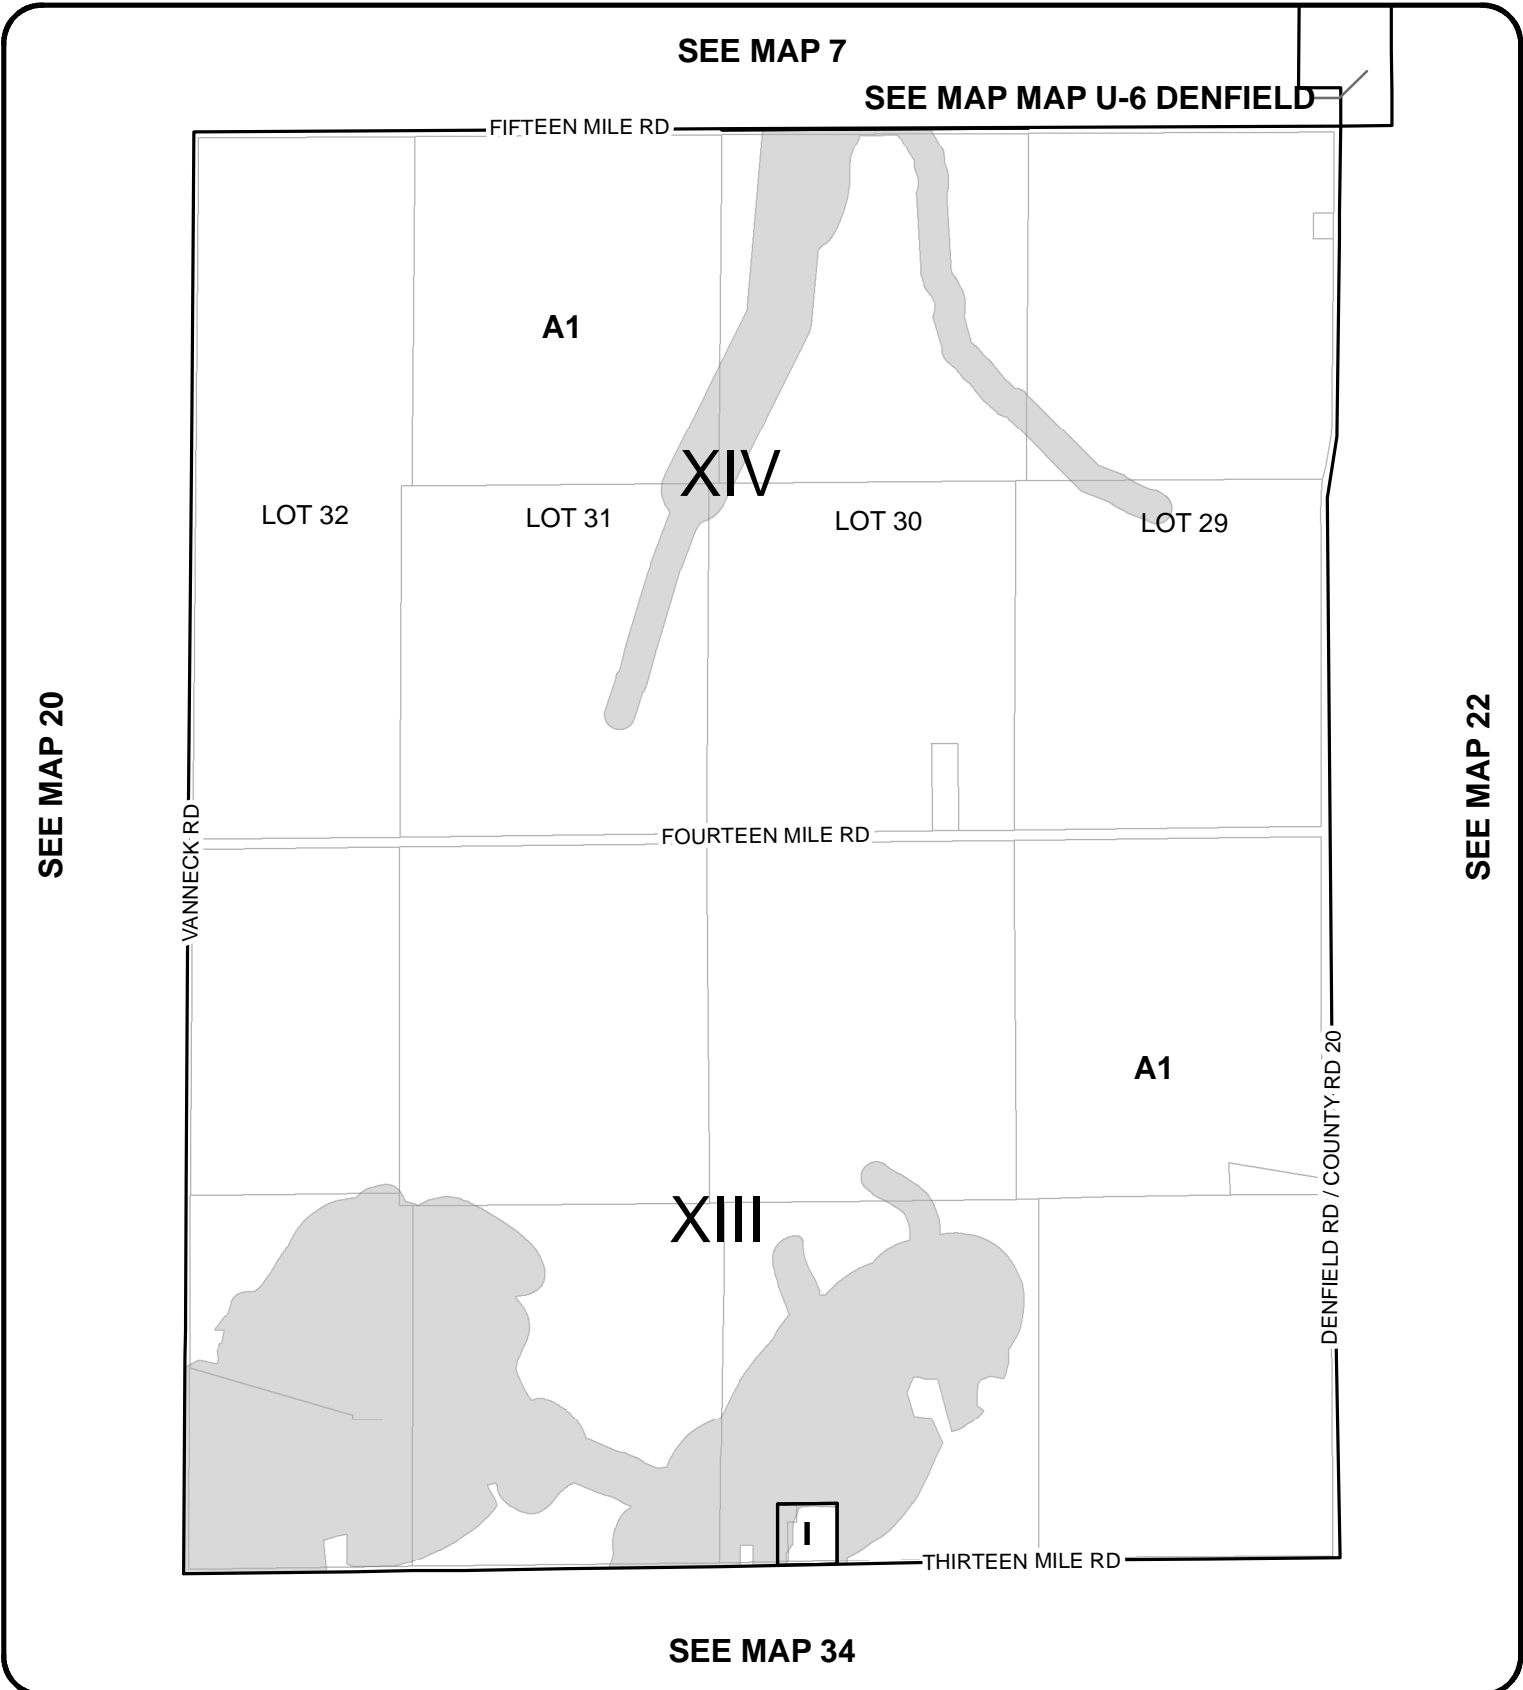 SEE MAP 7
SEE MAP MAP U-6 DENFIELD
FIFTEEN MILE RD
A1
XIV
LOT 32
LOT 31
LOT 30
LOT 29
SEE MAP 20
SEE MAP 22
VANNECK RD
FOURTEEN MILE RD
A1
DENFIELD RD / COUNTY RD 20
XIII
I
THIRTEEN MILE RD
SEE MAP 34